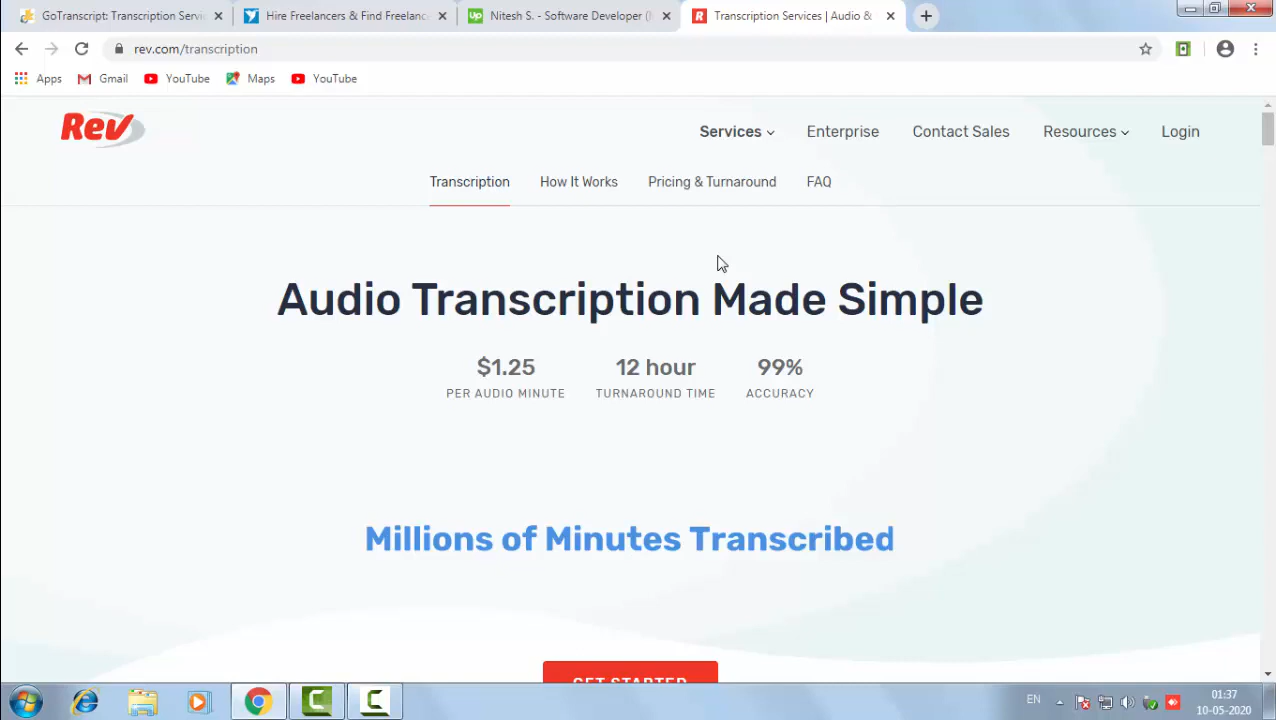 GoTranscript: Transcription Servi
Hire Freelancers & Find Freelanc
Up
Nitesh S. - Software Developer (
R
Transcription Services | Audio &
rev.com/transcription
Apps
Gmail
YouTube
Maps
YouTube
Rev
Services
Enterprise
Contact Sales
Resources
Login
Transcription
How It Works
Pricing & Turnaround
FAQ
Audio Transcription Made Simple
$1.25
12 hour
99%
PER AUDIO MINUTE
TURNAROUND TIME
ACCURACY
Millions of Minutes Transcribed
GET STARTED
EN
01:37
10-05-2020